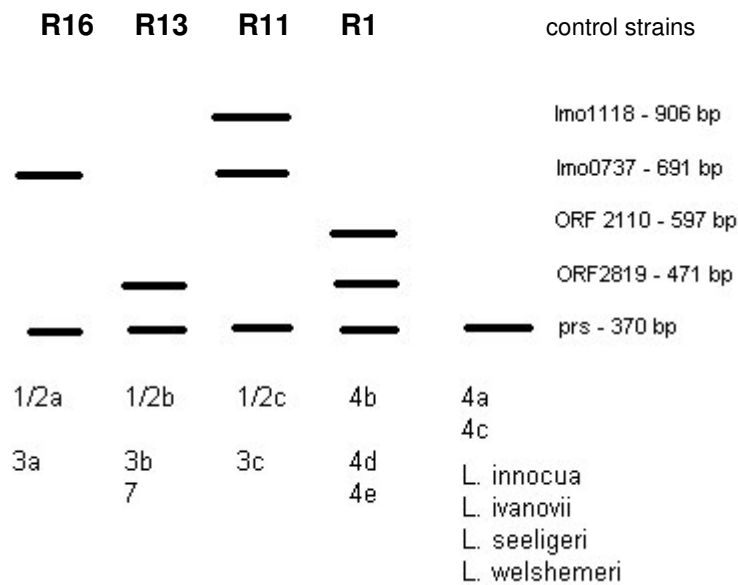 R16 R13 R11 R1 control strains
lmo1118 - 906 bp
lmo0737 - 691 bp
ORF 2110 - 597 bp
ORF2819 - 471 bp
prs - 370 bp
1/2a 1/2b 1/2c 4b 4a
4c
3a 3b 3c 4d
7 4e
L. innocua
L. ivanovii
L. seeligeri
L. welshemeri